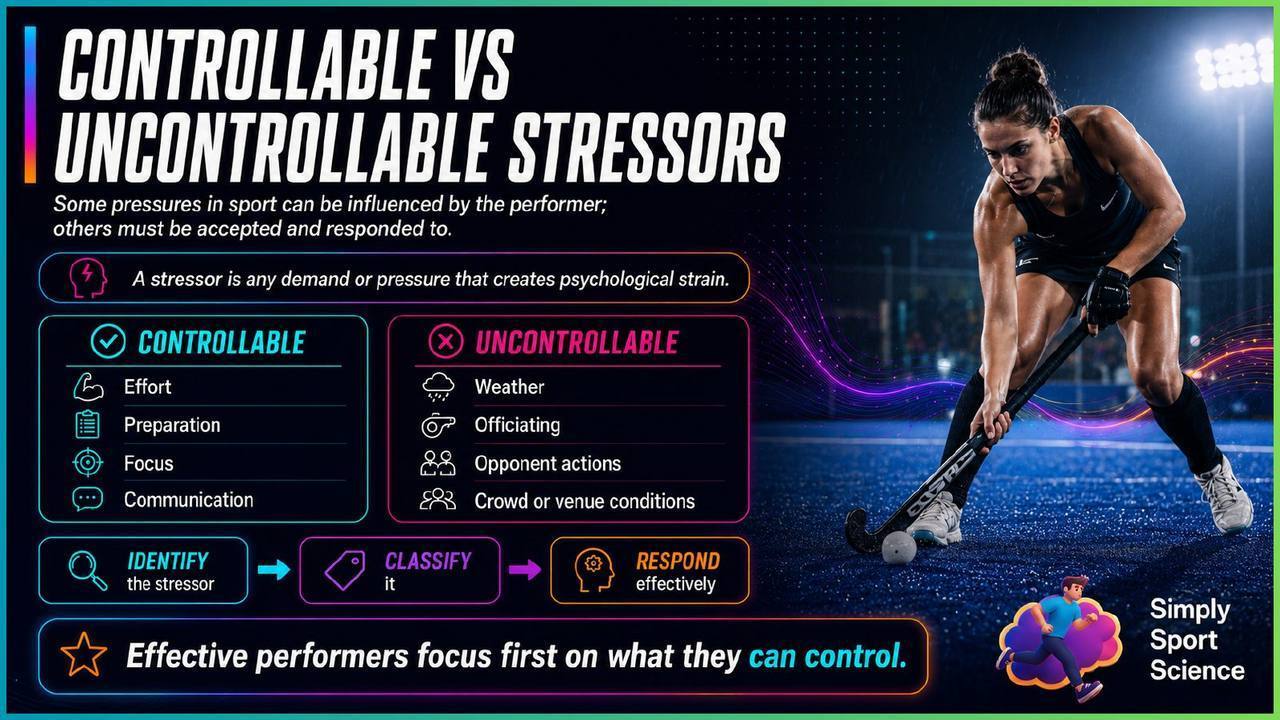 CONTROLLABLE VS
UNCONTROLLABLE STRESSORS
Some pressures in sport can be influenced by the performer;
others must be accepted and responded to.
A stressor is any demand or pressure that creates psychological strain.
CONTROLLABLE
Effort
Preparation
Focus
Communication
UNCONTROLLABLE
Weather
Officiating
Opponent actions
Crowd or venue conditions
IDENTIFY
the stressor
CLASSIFY
it
RESPOND
effectively
Effective performers focus first on what they can control.
Simply
Sport
Science